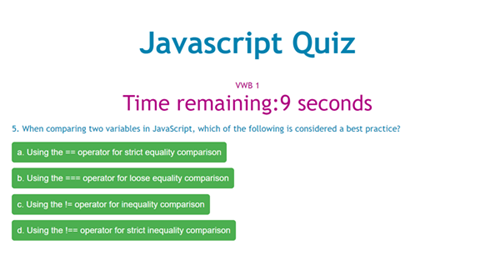 Javascript Quiz
VWB 1
Time remaining:9 seconds
5. When comparing two variables in JavaScript, which of the following is considered a best practice?
a. Using the == operator for strict equality comparison
b. Using the === operator for loose equality comparison
c. Using the != operator for inequality comparison
d. Using the !== operator for strict inequality comparison